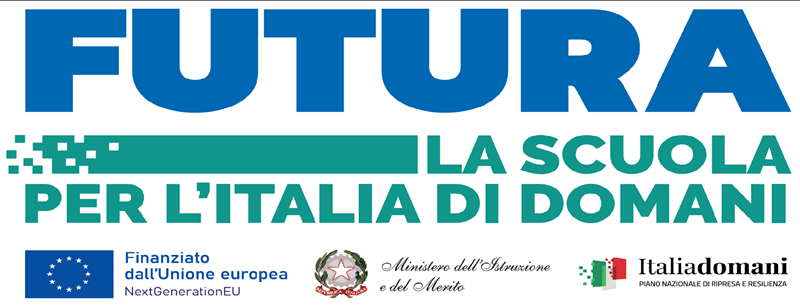 FUTURA
LA SCUOLA
PER L'ITALIA DI DOMANI
Finanziato
dall'Unione europea
NextGenerationEU
Ministero dell'Istruzione
e del Merito
Italiadomani
PIANO NAZIONALE DI RIPRESA E RESILIENZA